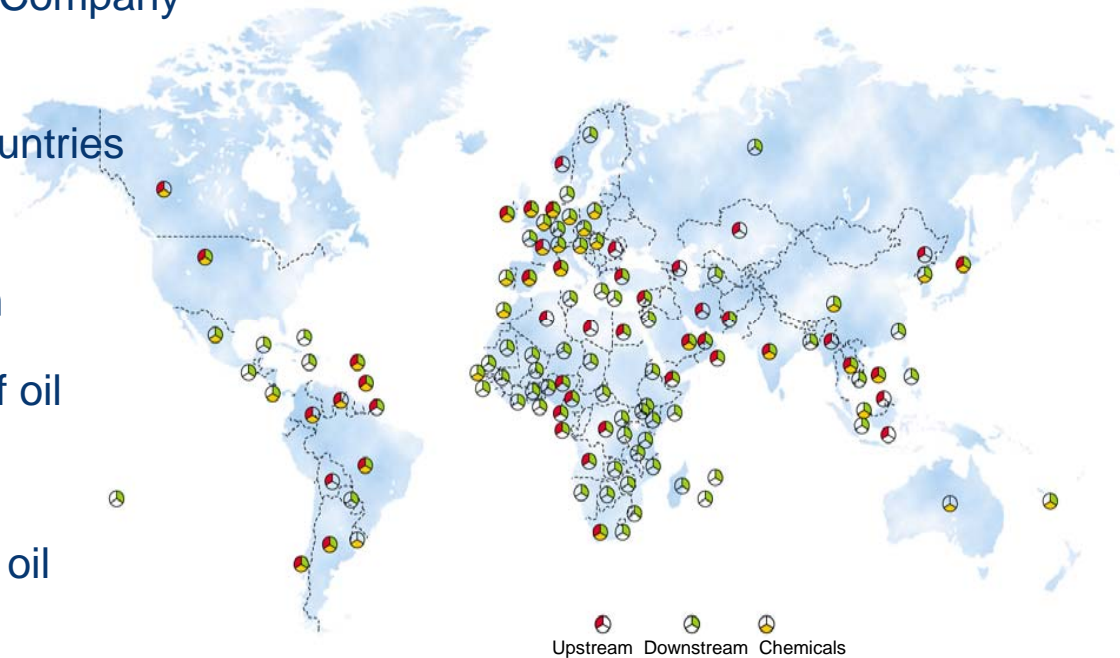 Company
untries
f oil
oil
Upstream Downstream Chemicals